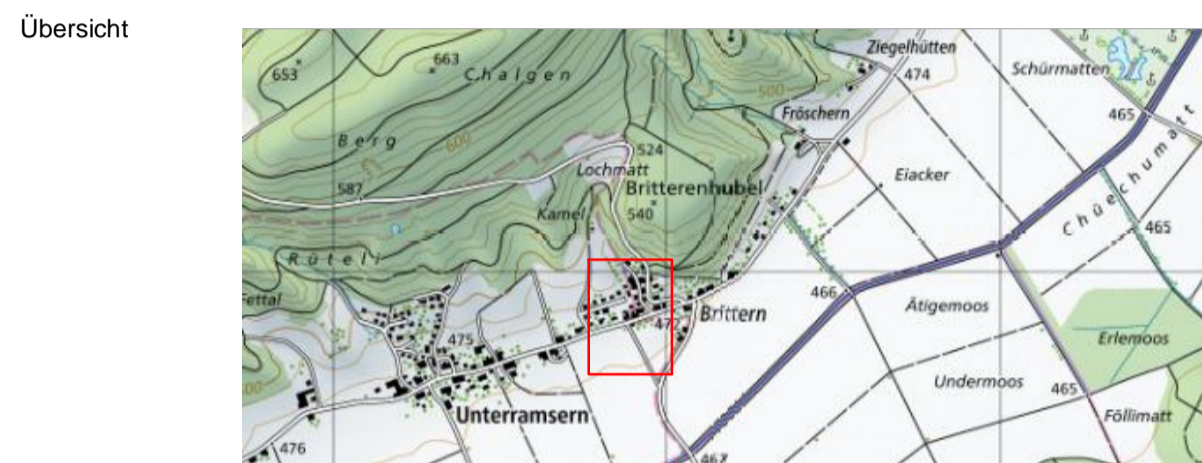 Übersicht
Ziegelhütten
663
653
Chalgen
474
Schürmatten
500
Fröschern
465
Berg
600
524
Chüechumatt
Lochmatt
Eiacker
587
Britterenhubel
Kamel
540
465
Rüteli
466
Ätigemoos
Brittern
475
Erlemoos
Undermoos
465
Unterramsern
Föllimatt
476
467